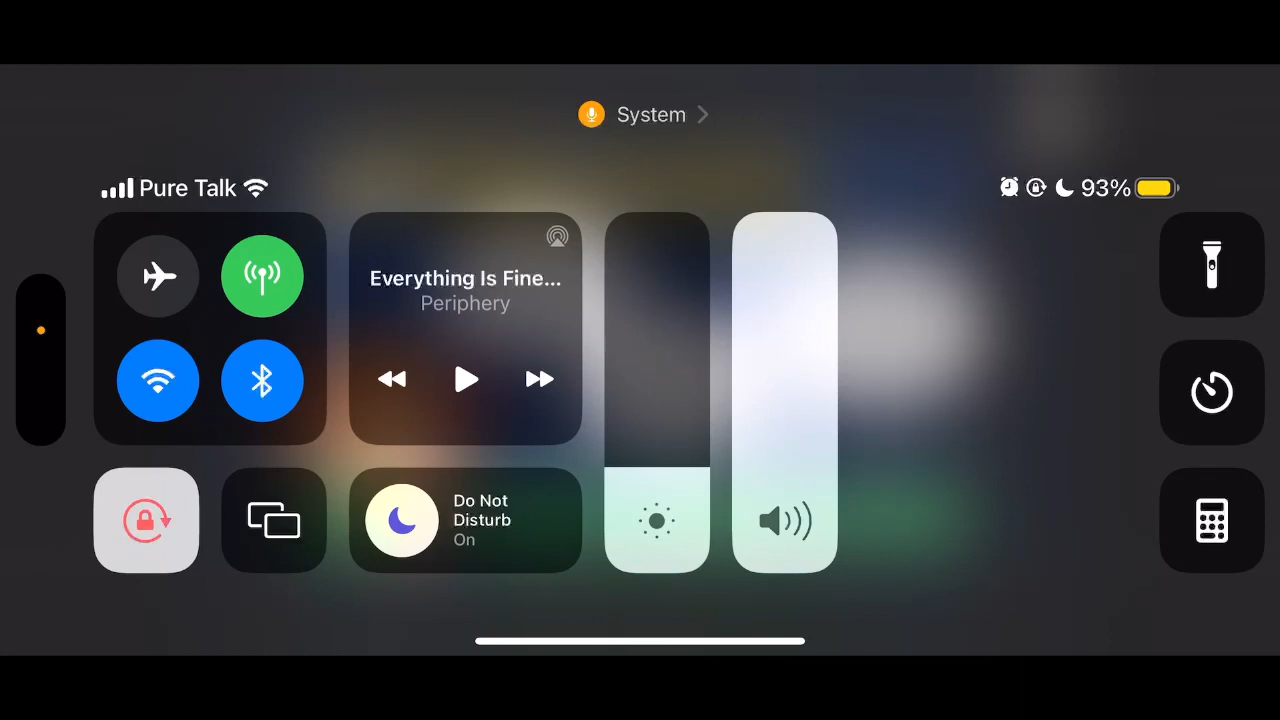 System
Pure Talk
93%
Everything Is Fine...
Periphery
Do Not
Disturb
On